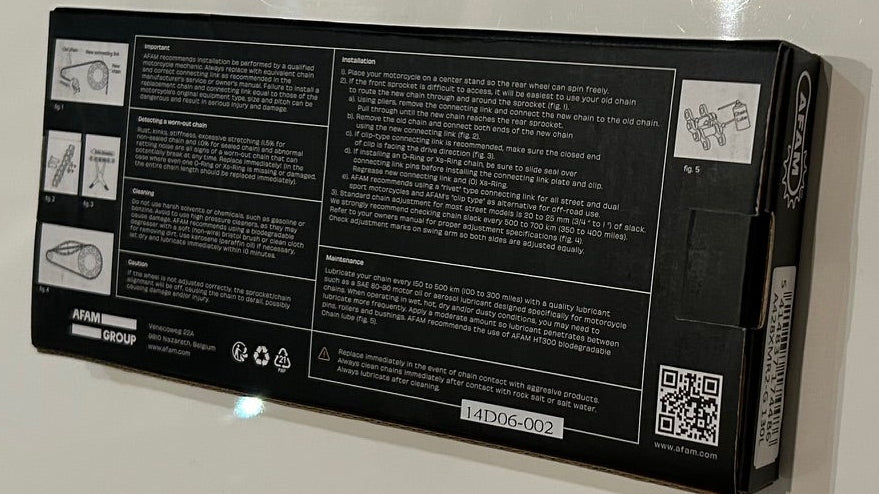 Old chain
New connecting link
New chain
fig. 1
fig. 2
fig. 3
fig. 4
Important
AFAM recommends installation be performed by a qualified
motorcycle mechanic. Always replace with equivalent chain
and correct connecting link as recommended in the
manufacturer's service or owner's manual. Failure to install a
replacement chain and connecting link equal to those of the
motorcycle's original equipment type, size and pitch can be
dangerous and result in serious injury and damage.
Detecting a worn-out chain
Rust, kinks, stiffness, excessive stretching (1.5% for
non-sealed chain and 1.0% for sealed chain) and abnormal
rattling noise are all signs of a worn-out chain that can
potentially break at any time. Replace immediately! (In the
case where even one O-Ring or Xs-Ring is missing or damaged,
the entire chain length should be replaced immediately).
Cleaning
Do not use harsh solvents or chemicals, such as gasoline or
benzine. Avoid to use high pressure cleaners, as they may
cause damage. AFAM recommends using a biodegradable
degreaser with a soft (non-wire) bristol brush or clean cloth
for removing dirt. Use kerosene (paraffin oil) if necessary,
let dry and lubricate immediately within 10 minutes.
Caution
If the wheel is not adjusted correctly, the sprocket/chain
alignment will be off, causing the chain to derail, possibly
causing damage and/or injury.
AFAM
GROUP
Venecoweg 22A
9810 Nazareth, Belgium
www.afam.com
21
PAP
Installation
1). Place your motorcycle on a center stand so the rear wheel can spin freely.
2). If the front sprocket is difficult to access, it will be easiest to use your old chain
to route the new chain through and around the sprocket (fig. 1).
a). Using pliers, remove the connecting link and connect the new chain to the old chain.
Pull through until the new chain reaches the rear sprocket.
b). Remove the old chain and connect both ends of the new chain
using the new connecting link (fig. 2).
c). If clip-type connecting link is recommended, make sure the closed end
of clip is facing the drive direction (fig. 3).
d). If installing an O-Ring or Xs-Ring chain, be sure to slide seal over
connecting link pins before installing the connecting link plate and clip.
Regrease new connecting link and (O) Xs-Ring.
e). AFAM recommends using a "rivet" type connecting link for all street and dual
sport motorcycles and AFAM's "clip type" as alternative for off-road use.
3). Standard chain adjustment for most street models is 20 to 25 mm (3/4" to 1") of slack.
We strongly recommend checking chain slack every 600 to 700 km (350 to 400 miles).
Refer to your owners manual for proper adjustment specifications (fig. 4).
Check adjustment marks on swing arm so both sides are adjusted equally.
Maintenance
Lubricate your chain every 150 to 500 km (100 to 300 miles) with a quality lubricant
such as a SAE 80-90 motor oil or aerosol lubricant designed specifically for motorcycle
chains. When operating in wet, hot, dry and/or dusty conditions, you may need to
lubricate more frequently. Apply a moderate amount so lubricant penetrates between
pins, rollers and bushings. AFAM recommends the use of AFAM HT300 biodegradable
Chain lube (fig. 5).
Replace immediately in the event of chain contact with aggresive products.
Always clean chains immediately after contact with rock salt or salt water.
Always lubricate after cleaning.
14D06-002
fig. 5
www.afam.com
AFAM